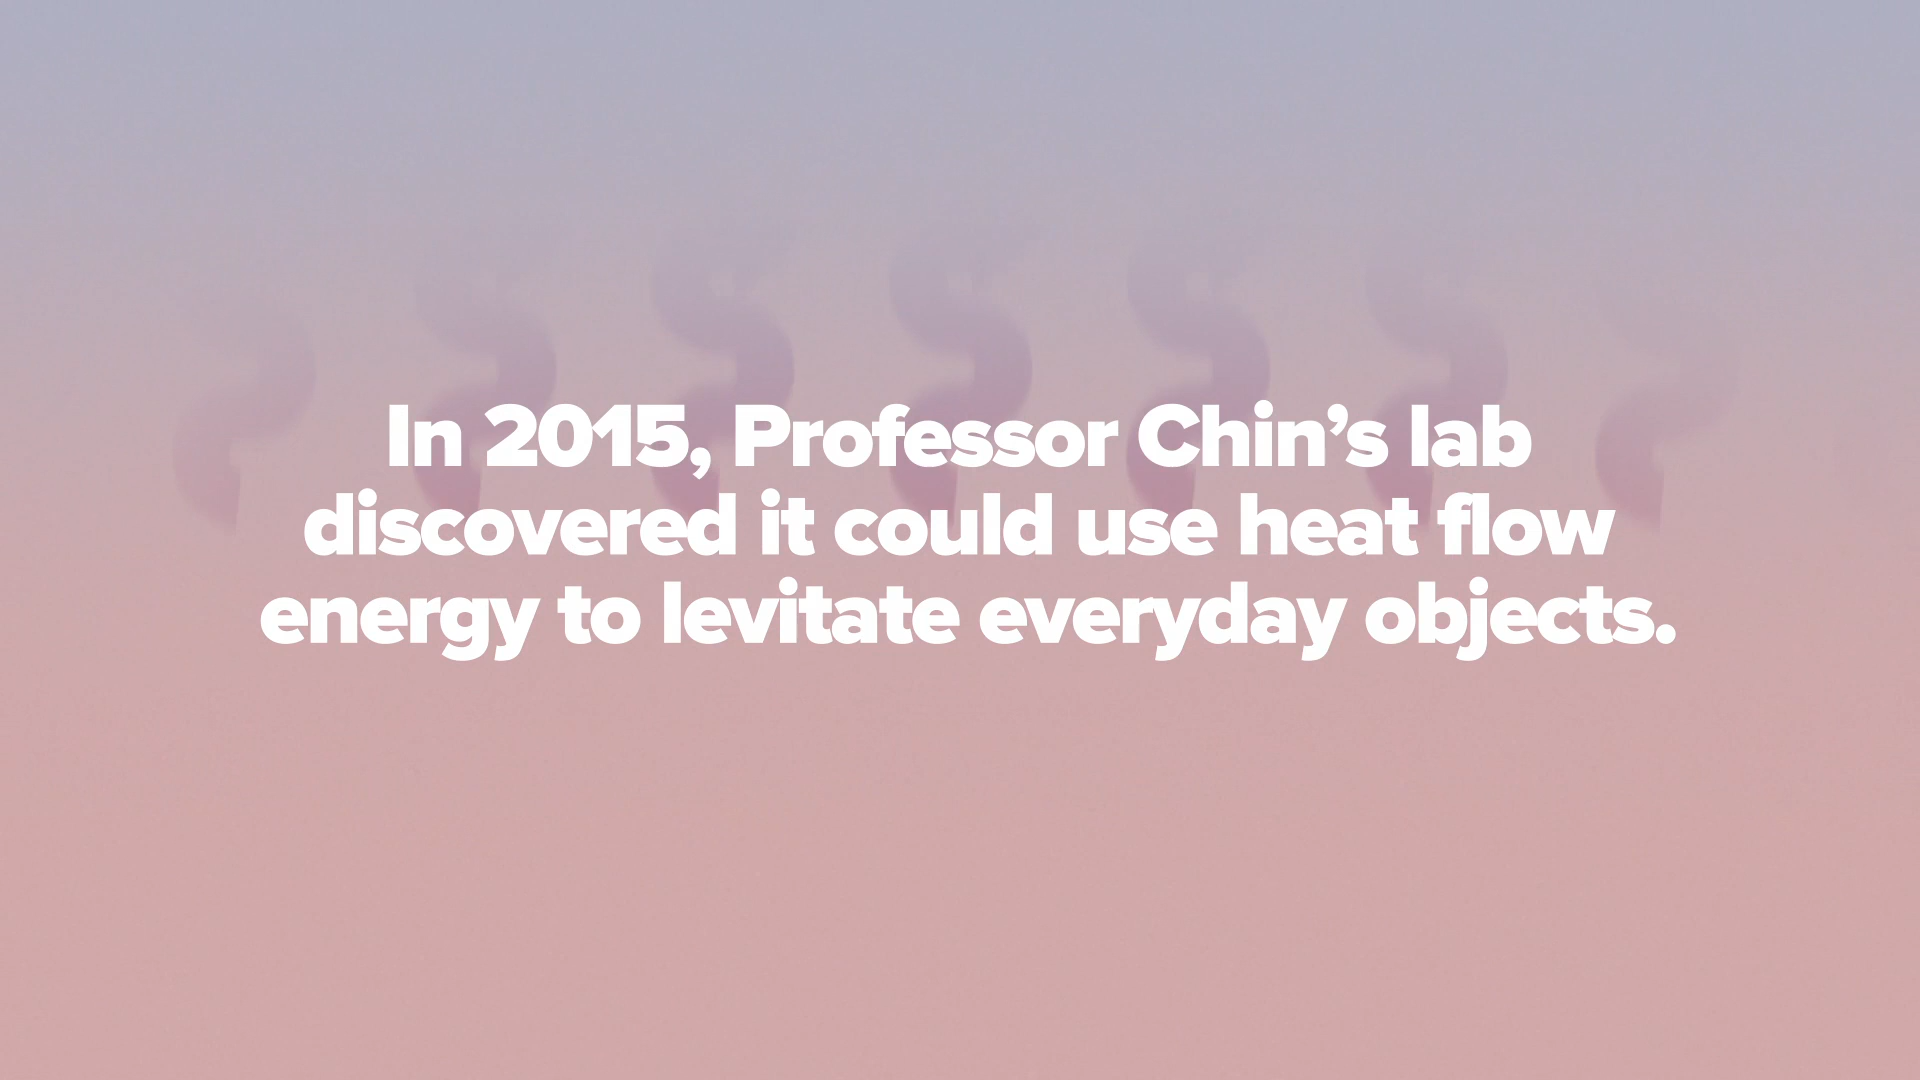 In 2015, Professor Chin’s lab
discovered it could use heat flow
energy to levitate everyday objects.